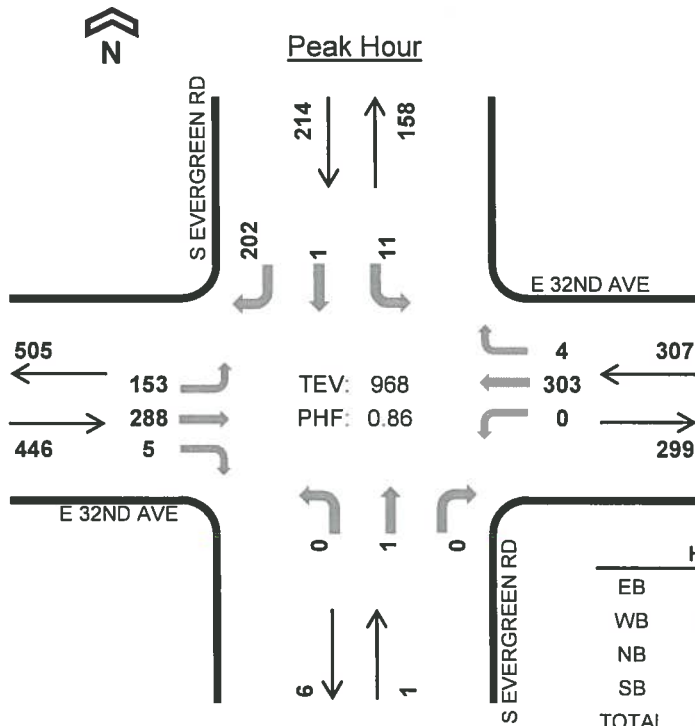 N
Peak Hour
S EVERGREEN RD
214
158
202
1
11
E 32ND AVE
505
4
307
153
TEV: 968
303
288
PHF: 0.86
0
446
5
299
E 32ND AVE
0
1
0
S EVERGREEN RD
6
1
H
EB
WB
NB
SB
TOTAL